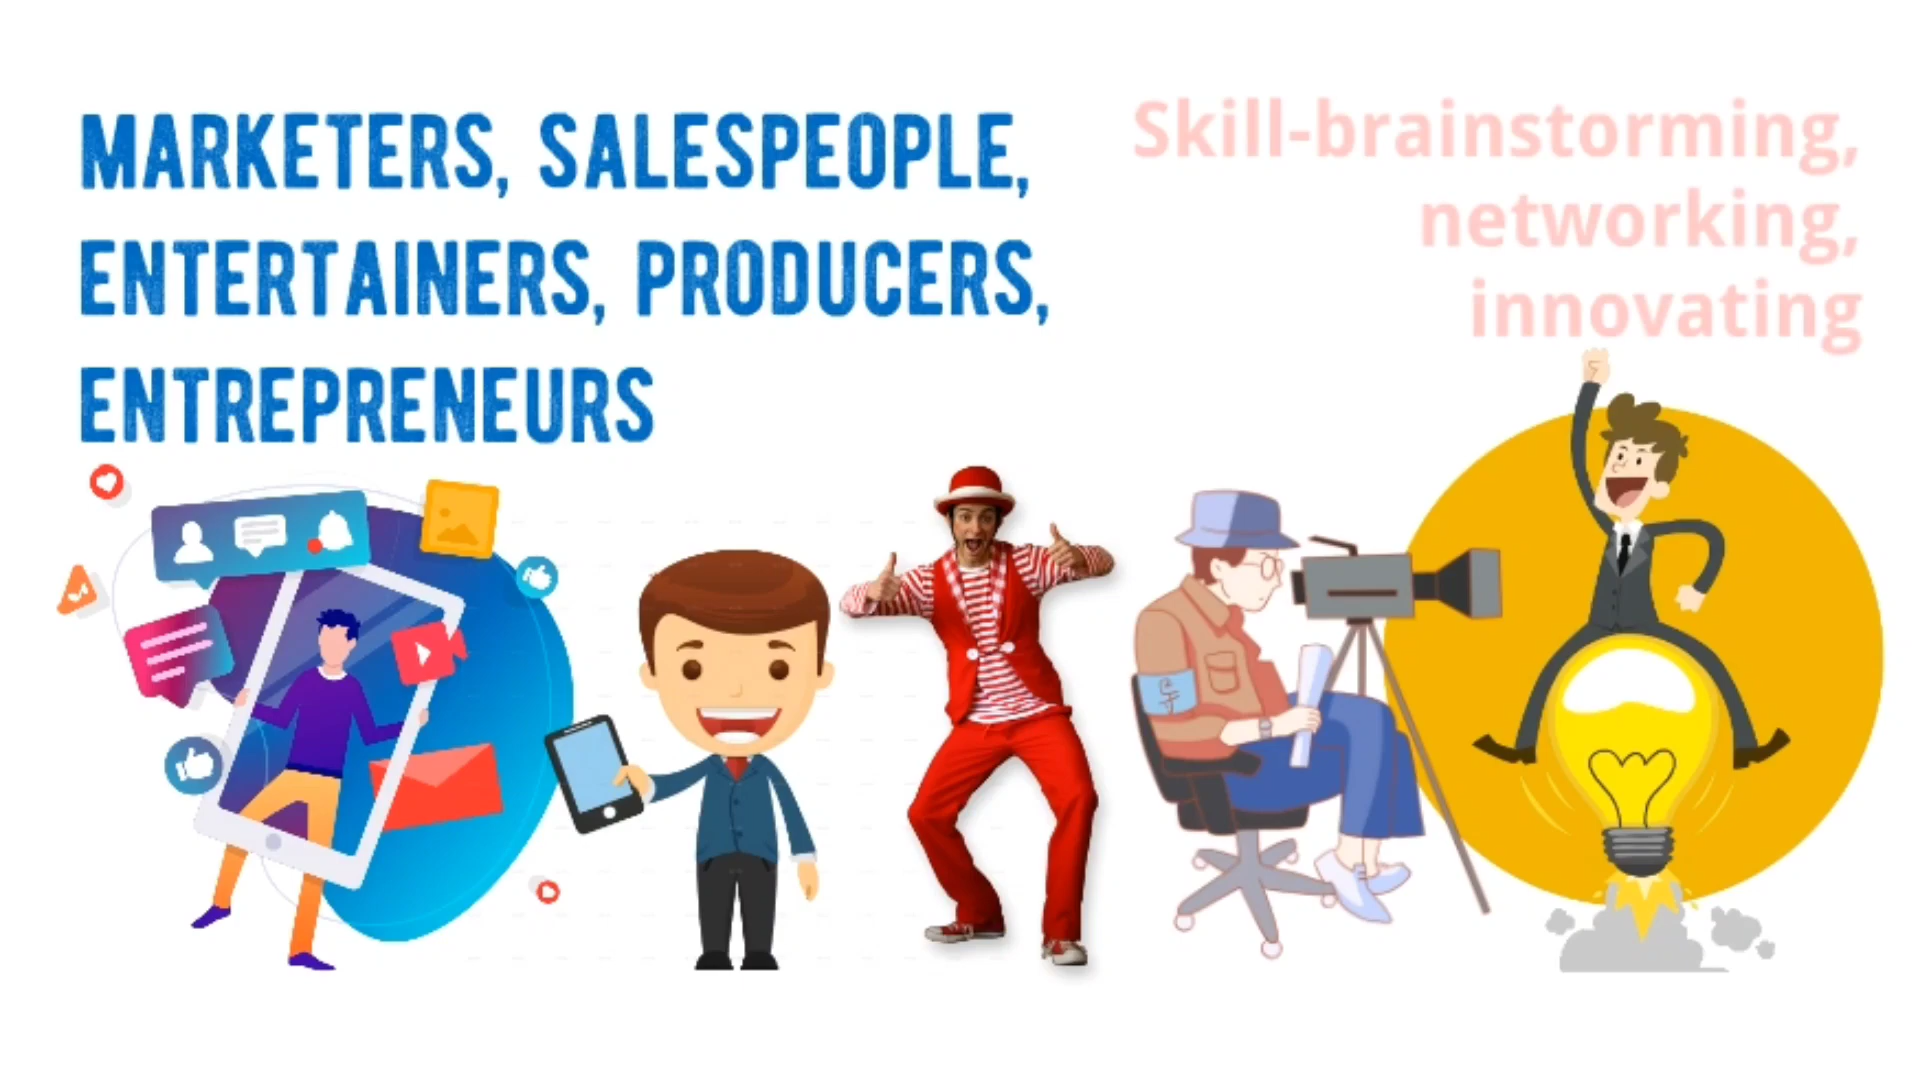 MARKETERS, SALESPEOPLE,
ENTERTAINERS, PRODUCERS,
ENTREPRENEURS
Skill-brainstorming,
networking,
innovating